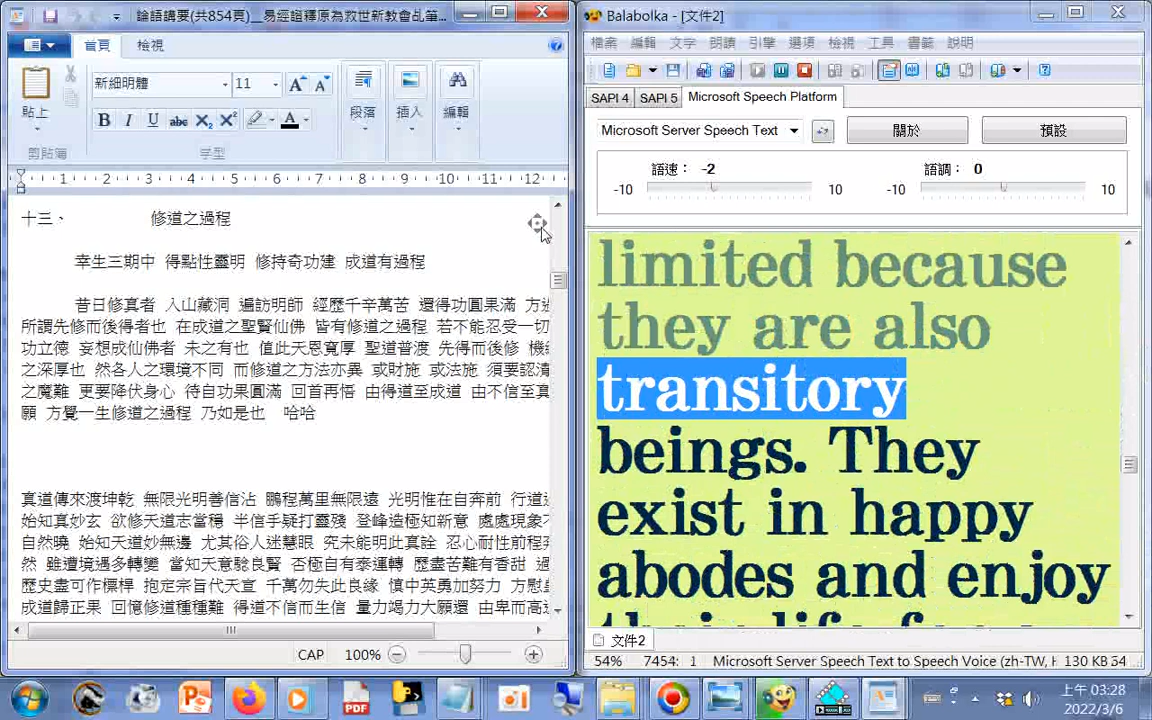 論語講要(共854頁)__易經證釋原為救世新教會乩筆...
首頁 檢視
貼上
新細明體 11
B I U abc X₂ X²
A
段落 插入 編輯
剪貼簿 字型
1 2 3 4 5 6 7 8 9 10 11 12
十三、 修道之過程
幸生三期中 得點性靈明 修持奇功建 成道有過程
昔日修真者 入山藏洞 遍訪明師 經歷千辛萬苦 還得功圓果滿 方
所謂先修而後得者也 在成道之聖賢仙佛 皆有修道之過程 若不能忍受一切
功立德 妄想成仙佛者 未之有也 值此天恩寬厚 聖道普渡 先得而後修 機
之深厚也 然各人之環境不同 而修道之方法亦異 或財施 或法施 須要認清
之魔難 更要降伏身心 待自功果圓滿 回首再悟 由得道至成道 由不信至真
願 方覺一生修道之過程 乃如是也 哈哈
真道傳來渡坤乾 無限光明善信沾 鵬程萬里無限遠 光明惟在自奔前 行道
始知真妙玄 欲修天道志當穩 半信半疑打靈殘 登峰造極知新意 處處現象
自然曉 始知天道妙無邊 尤其俗人迷慧眼 究未能明此真詮 忍心耐性前程
然 雖遭境遇多轉變 當知天意駼良賢 否極自有泰運轉 歷盡苦難有香甜
歷史盡可作標桿 抱定宗旨代天宣 千萬勿失此良緣 慎中英勇加努力 方慰
成道歸正果 回憶修道種種難 得道不信而生信 量力竭力大願還 由卑而高
CAP 100%
Balabolka - [文件2]
檔案 編輯 文字 朗讀 引擎 選項 檢視 工具 書籤 說明
SAPI 4 SAPI 5 Microsoft Speech Platform
Microsoft Server Speech Text 關於 預設
語速： -2 語調： 0
-10 10 -10 10
limited because
they are also
transitory
beings. They
exist in happy
abodes and enjoy
their life for a
文件2
54% 7454: 1 Microsoft Server Speech Text to Speech Voice (zh-TW, H 130 KB 54
上午 03:28
2022/3/6